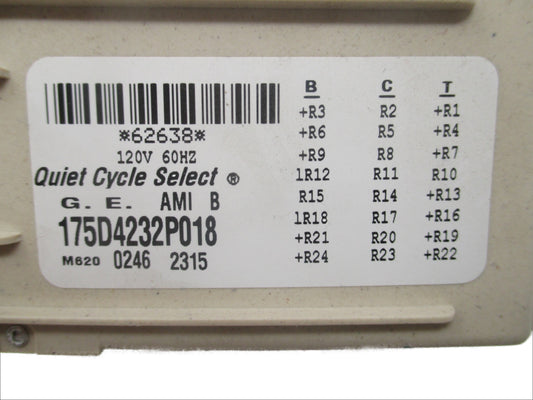 *62638*
120V 60HZ
Quiet Cycle Select ®
G. E. AMI B
175D4232P018
M620 0246 2315
B C T
+R3 R2 +R1
+R6 R5 +R4
+R9 R8 +R7
1R12 R11 R10
R15 R14 +R13
1R18 R17 +R16
+R21 R20 +R19
+R24 R23 +R22